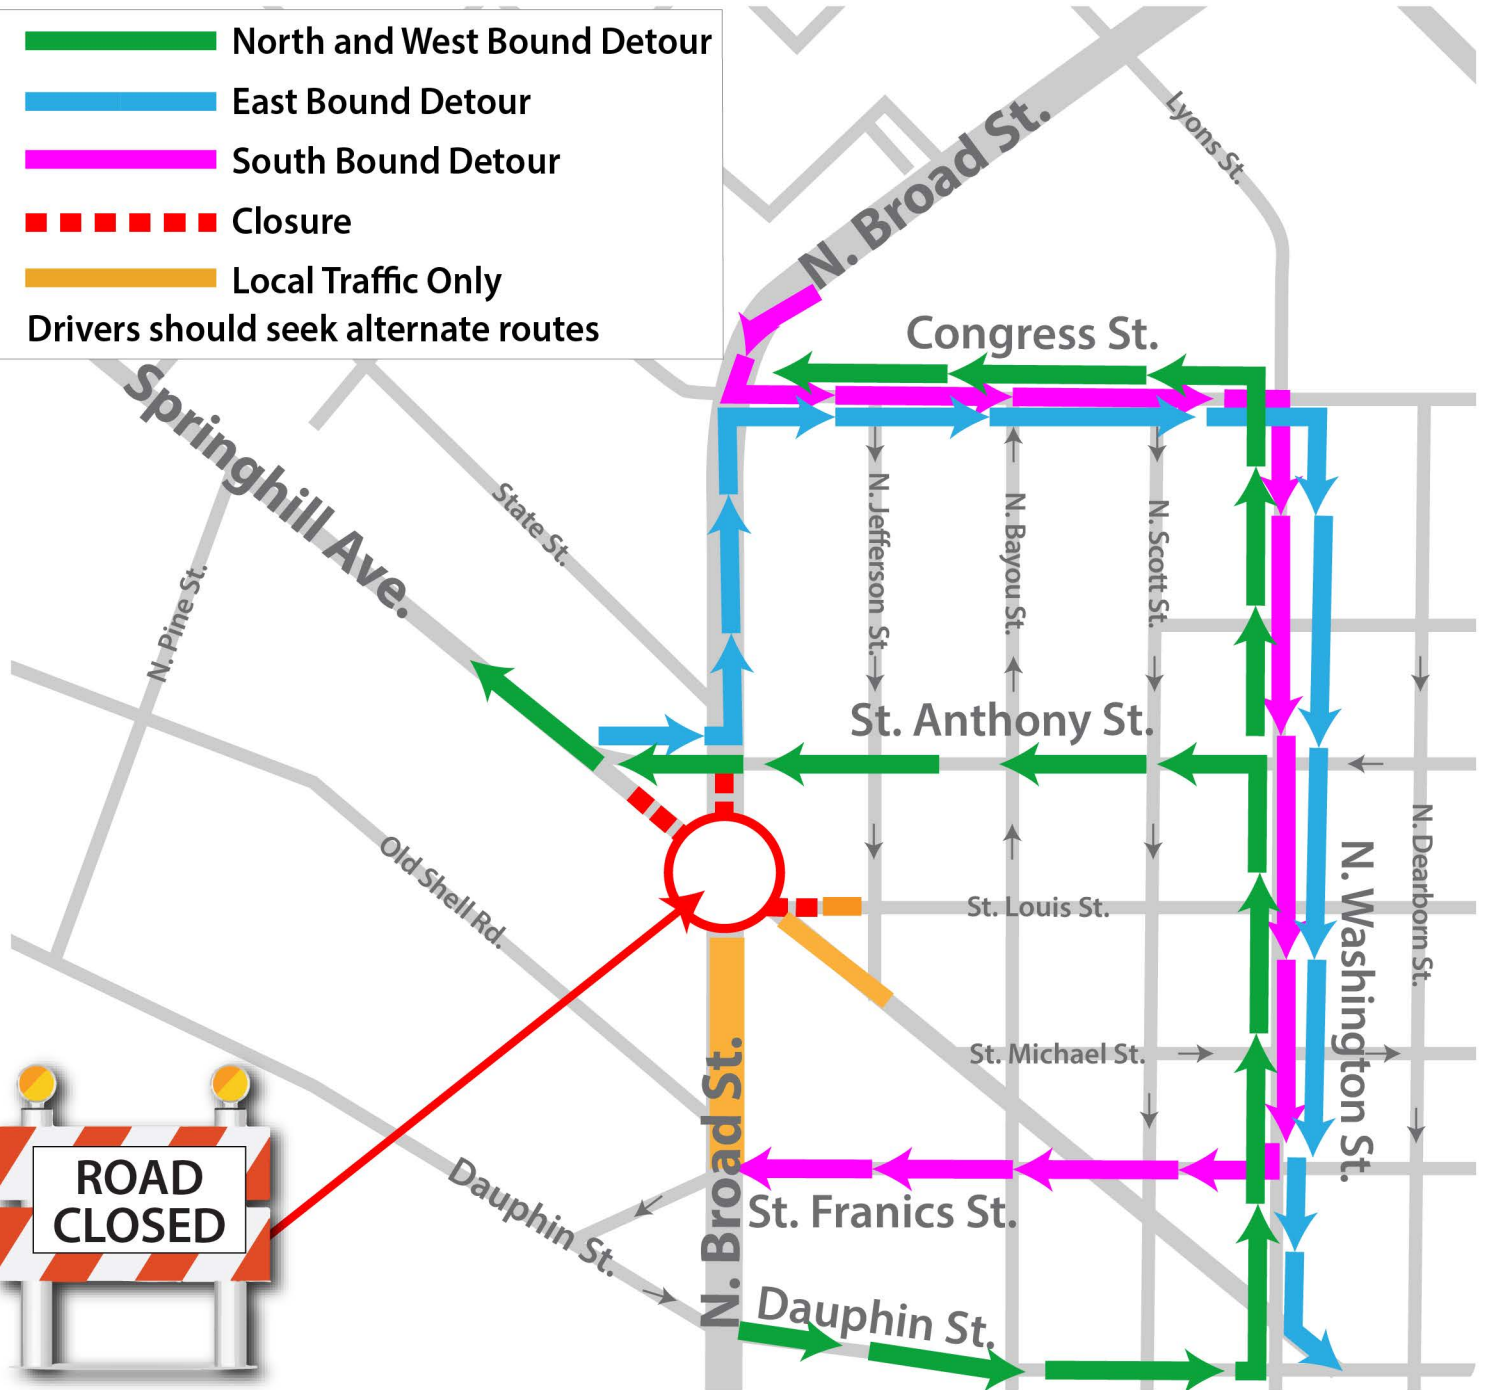 North and West Bound Detour
East Bound Detour
South Bound Detour
Closure
Local Traffic Only
Drivers should seek alternate routes
N. Broad St.
Lyons St.
Congress St.
Springhill Ave.
State St.
N. Pine St.
N. Jefferson St.
N. Bayou St.
N. Scott St.
St. Anthony St.
Old Shell Rd.
St. Louis St.
N. Washington St.
N. Dearborn St.
St. Michael St.
N. Broad St.
St. Franics St.
Dauphin St.
Dauphin St.
ROAD
CLOSED